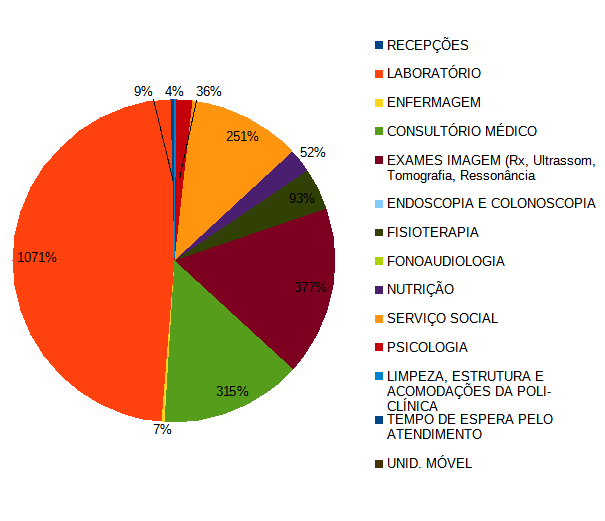 RECEPÇÕES
LABORATÓRIO
ENFERMAGEM
CONSULTÓRIO MÉDICO
EXAMES IMAGEM (Rx, Ultrassom,
Tomografia, Ressonância
ENDOSCOPIA E COLONOSCOPIA
FISIOTERAPIA
FONOAUDIOLOGIA
NUTRIÇÃO
SERVIÇO SOCIAL
PSICOLOGIA
LIMPEZA, ESTRUTURA E
ACOMODAÇÕES DA POLI-
CLÍNICA
TEMPO DE ESPERA PELO
ATENDIMENTO
UNID. MÓVEL
9%
4%
36%
251%
52%
93%
377%
315%
7%
1071%